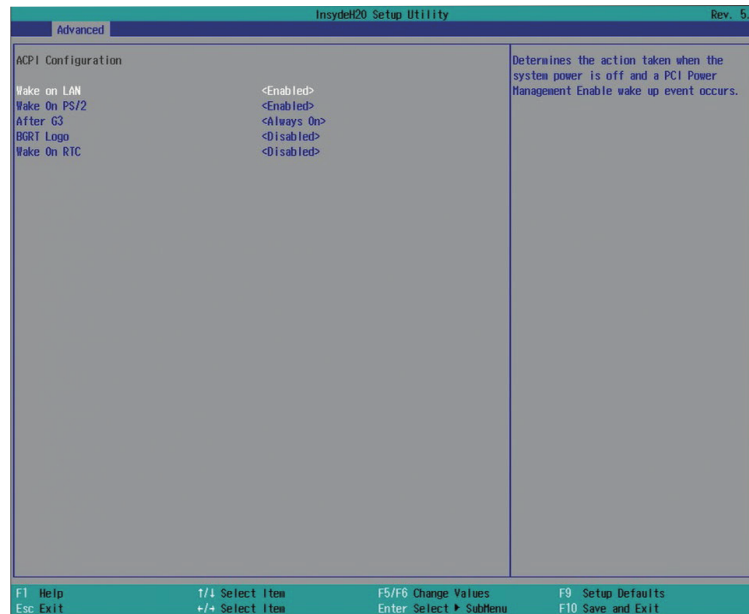 InsydeH20 Setup Utility Rev. 5.
Advanced
ACPI Configuration
Wake on LAN <Enabled>
Wake On PS/2 <Enabled>
After G3 <Always On>
BGRT Logo <Disabled>
Wake On RTC <Disabled>
Determines the action taken when the
system power is off and a PCI Power
Management Enable wake up event occurs.
F1 Help ↑/↓ Select Item F5/F6 Change Values F9 Setup Defaults
Esc Exit ←/→ Select Item Enter Select ▶ SubMenu F10 Save and Exit